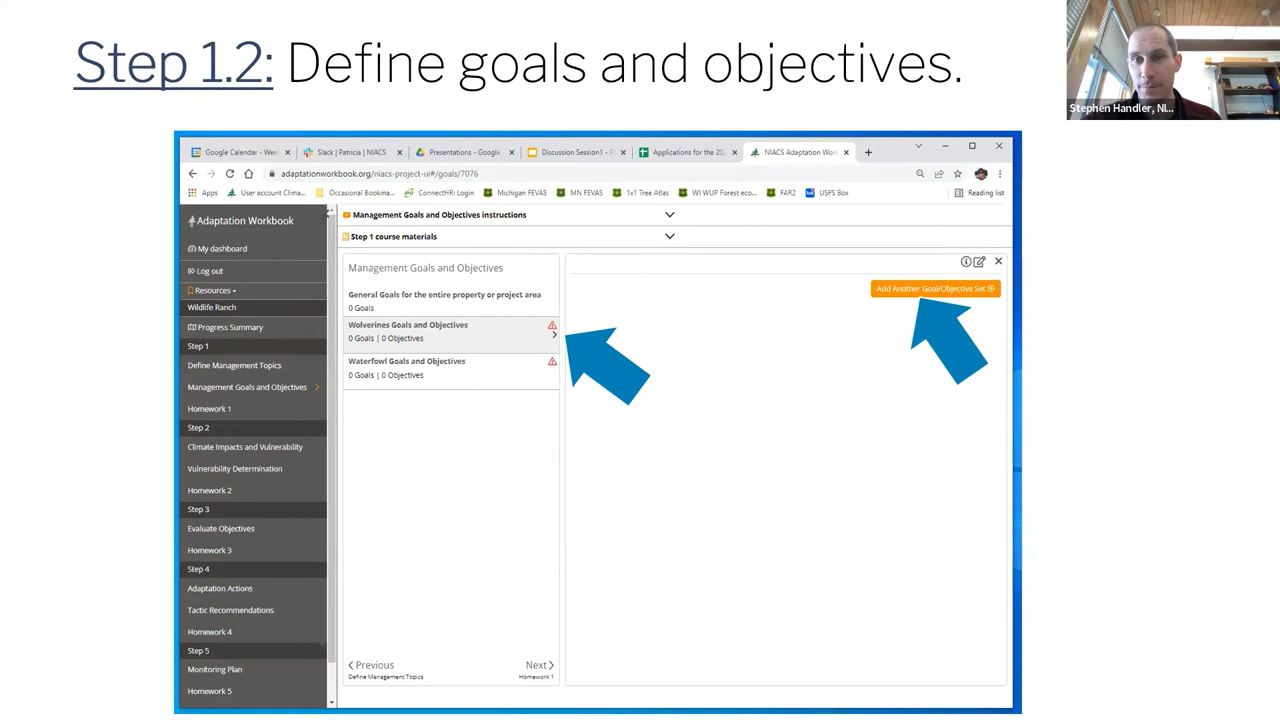 Step 1.2: Define goals and objectives.
Stephen Handler, NI...
Google Calendar - Wee
Slack | Patricia | NIACS
Presentations - Google
Discussion Session1 - P
Applications for the 20
NIACS Adaptation Work
adaptationworkbook.org/niacs-project-ui#/goals/7076
Apps
User account Clima...
Occasional Bookma...
ConnectHR: Login
Michigan FEVAS
MN FEVAS
1x1 Tree Atlas
WI WUP Forest eco...
FAR2
USFS Box
Reading list
Adaptation Workbook
My dashboard
Log out
Resources
Wildlife Ranch
Progress Summary
Step 1
Define Management Topics
Management Goals and Objectives
Homework 1
Step 2
Climate Impacts and Vulnerability
Vulnerability Determination
Homework 2
Step 3
Evaluate Objectives
Homework 3
Step 4
Adaptation Actions
Tactic Recommendations
Homework 4
Step 5
Monitoring Plan
Homework 5
Management Goals and Objectives instructions
Step 1 course materials
Management Goals and Objectives
General Goals for the entire property or project area
0 Goals
Wolverines Goals and Objectives
0 Goals | 0 Objectives
Waterfowl Goals and Objectives
0 Goals | 0 Objectives
Previous
Define Management Topics
Next
Homework 1
Add Another Goal/Objective Set